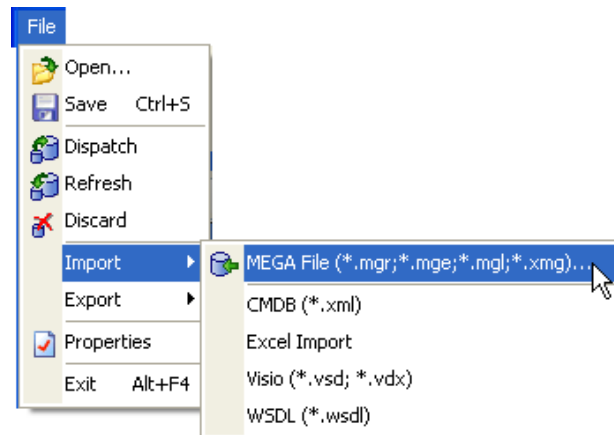 File
Open...
Save Ctrl+S
Dispatch
Refresh
Discard
Import
MEGA File (*.mgr;*.mge;*.mgl;*.xmg)...
Export
CMDB (*.xml)
Properties
Excel Import
Exit Alt+F4
Visio (*.vsd; *.vdx)
WSDL (*.wsdl)